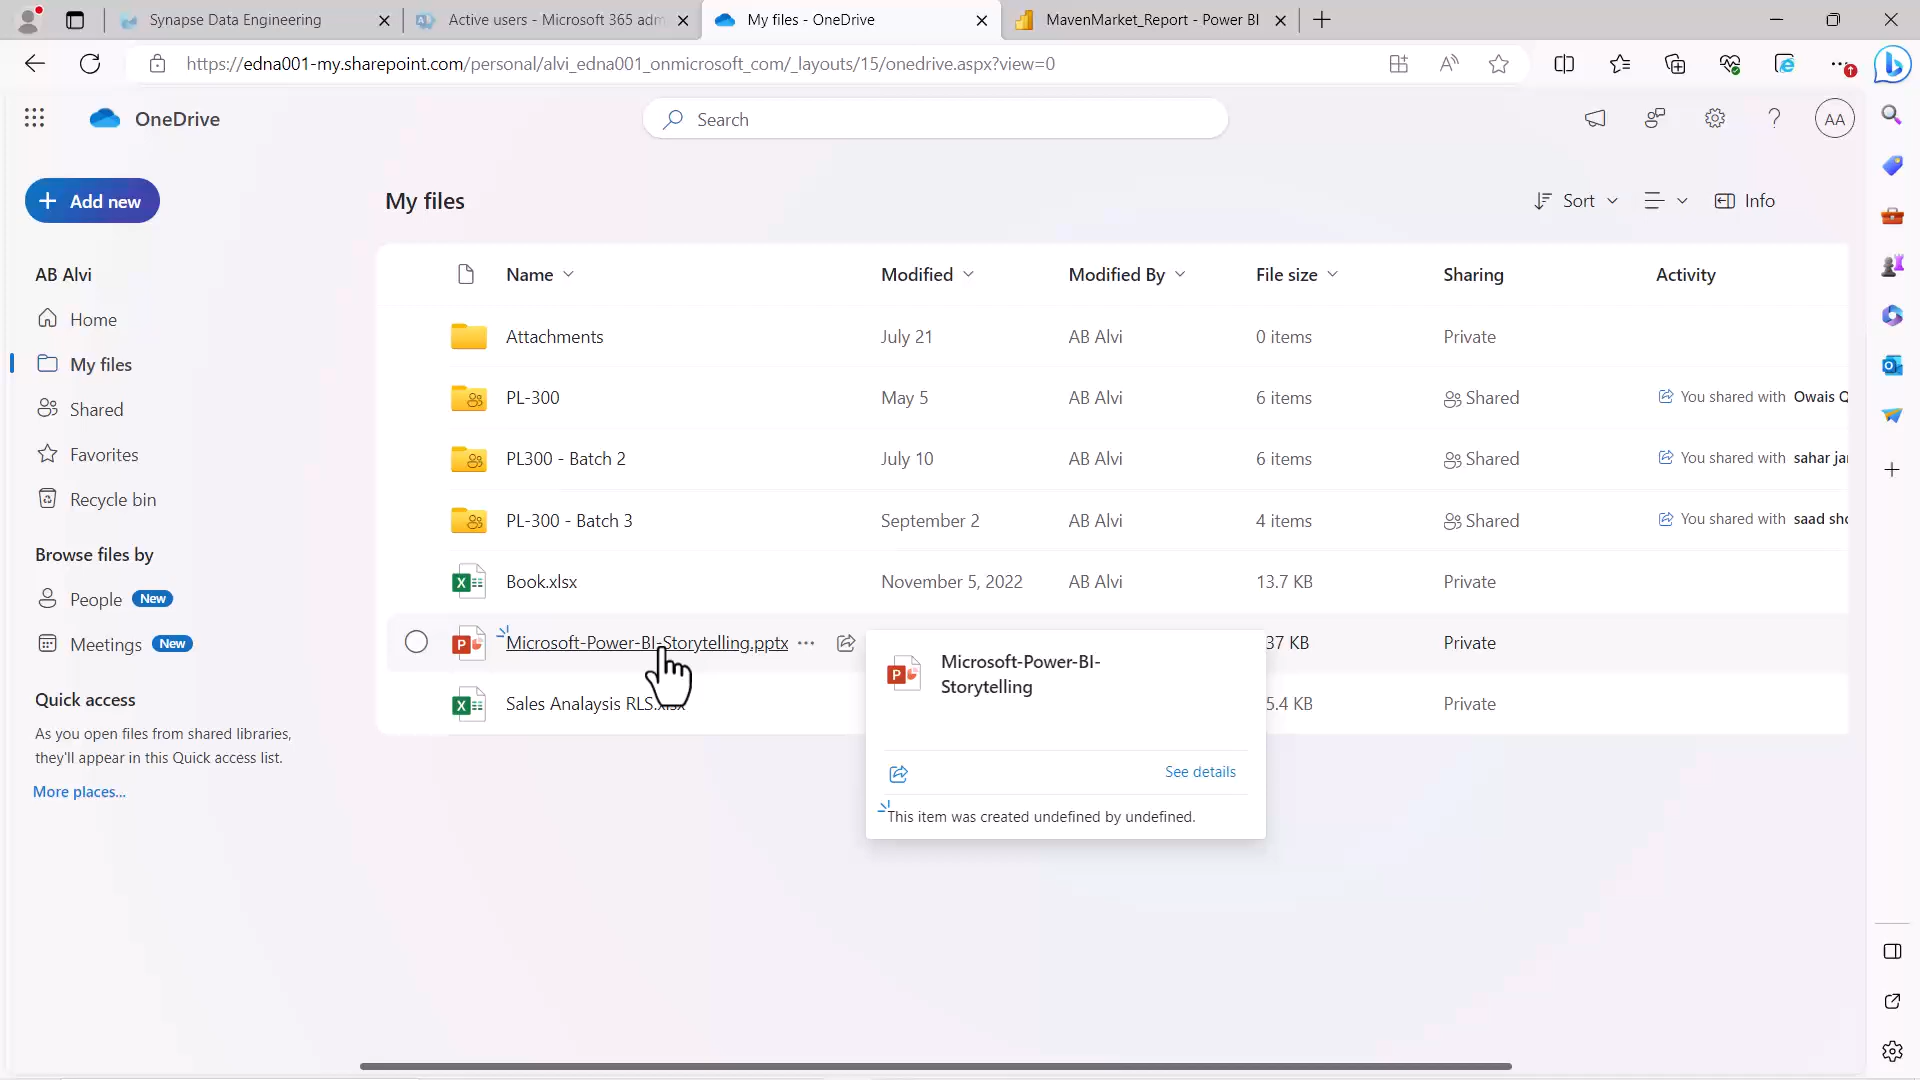 Synapse Data Engineering
Active users - Microsoft 365 adm
My files - OneDrive
MavenMarket_Report - Power BI
https://edna001-my.sharepoint.com/personal/alvi_edna001_onmicrosoft_com/_layouts/15/onedrive.aspx?view=0
OneDrive
Search
AA
Add new
My files
Sort
Info
AB Alvi
Home
My files
Shared
Favorites
Recycle bin
Browse files by
People New
Meetings New
Quick access
As you open files from shared libraries,
they'll appear in this Quick access list.
More places...
Name Modified Modified By File size Sharing Activity
Attachments July 21 AB Alvi 0 items Private
PL-300 May 5 AB Alvi 6 items Shared You shared with Owais Q
PL300 - Batch 2 July 10 AB Alvi 6 items Shared You shared with sahar jar
PL-300 - Batch 3 September 2 AB Alvi 4 items Shared You shared with saad sho
Book.xlsx November 5, 2022 AB Alvi 13.7 KB Private
Microsoft-Power-BI-Storytelling.pptx 37 KB Private
Sales Analaysis RLS.xlsx 5.4 KB Private
Microsoft-Power-BI-
Storytelling
See details
This item was created undefined by undefined.